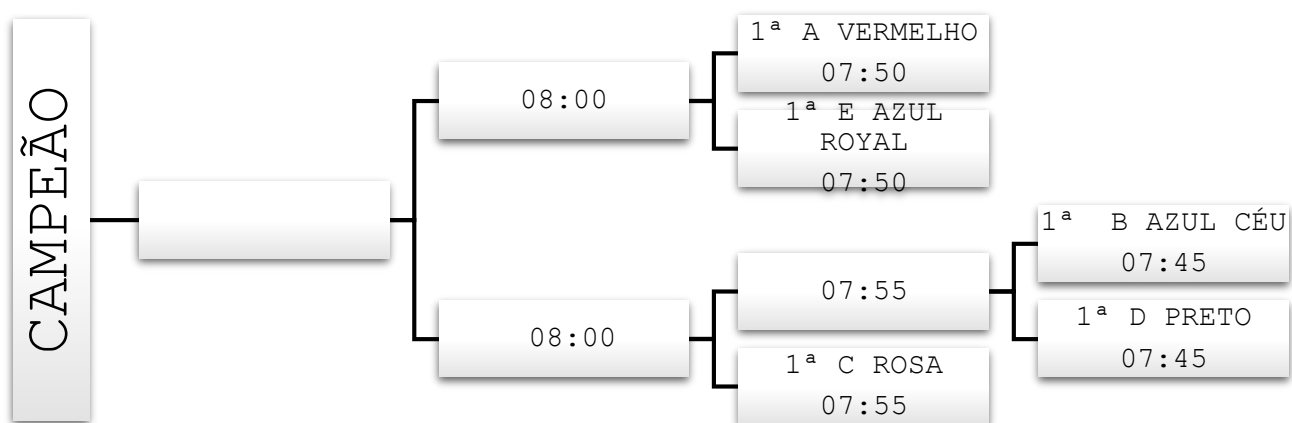 CAMPEÃO
08:00
1ª A VERMELHO
07:50
1ª E AZUL
ROYAL
07:50
08:00
07:55
1ª B AZUL CÉU
07:45
1ª D PRETO
07:45
1ª C ROSA
07:55